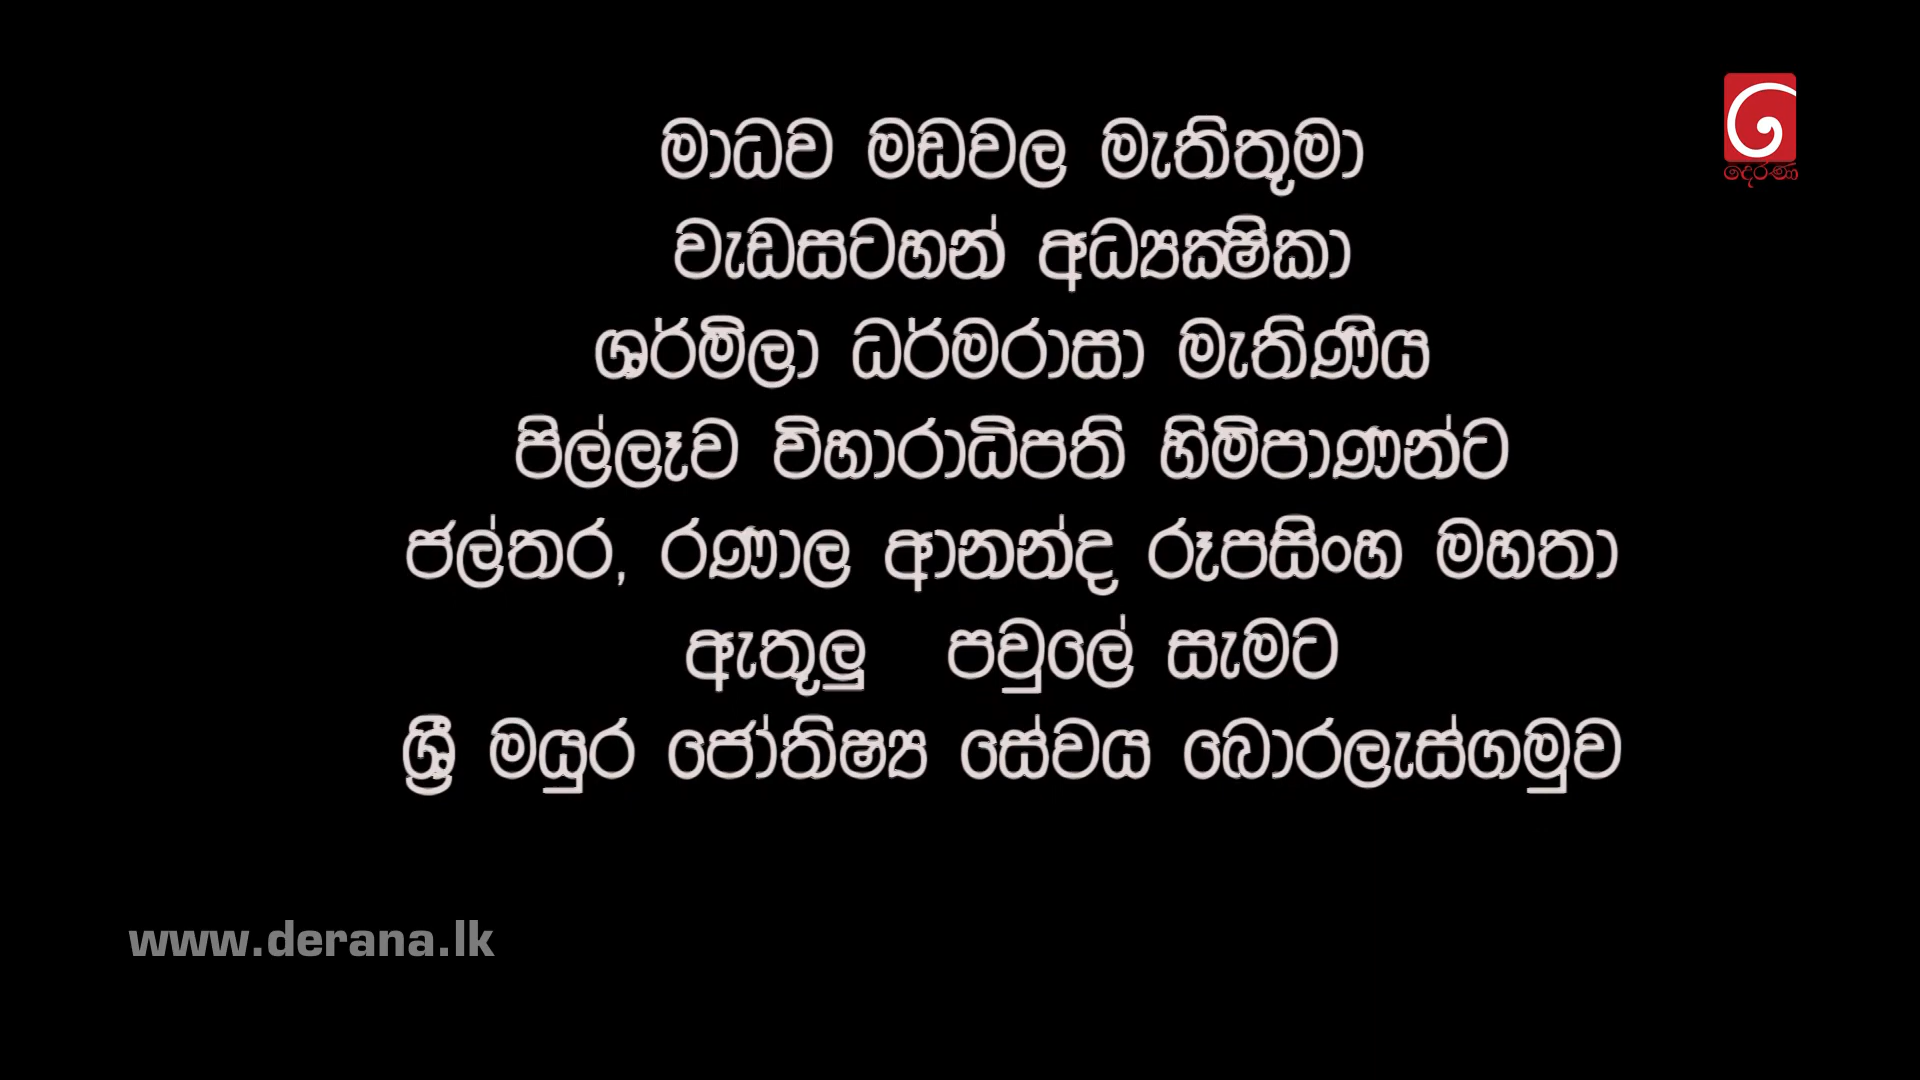 මාධව මඩවල මැතිතුමා
දෙරණ
වැඩසටහන් අධ්‍යක්ෂිකා
ශර්මිලා ධර්මරාසා මැතිණිය
පිල්ලෑව විහාරාධිපති හිමිපාණන්ට
ජල්තර, රණාල ආනන්ද රූපසිංහ මහතා
ඇතුලු පවුලේ සැමට
ශ්‍රී මයුර ජෝතිෂ්‍ය සේවය බොරලැස්ගමුව
www.derana.lk